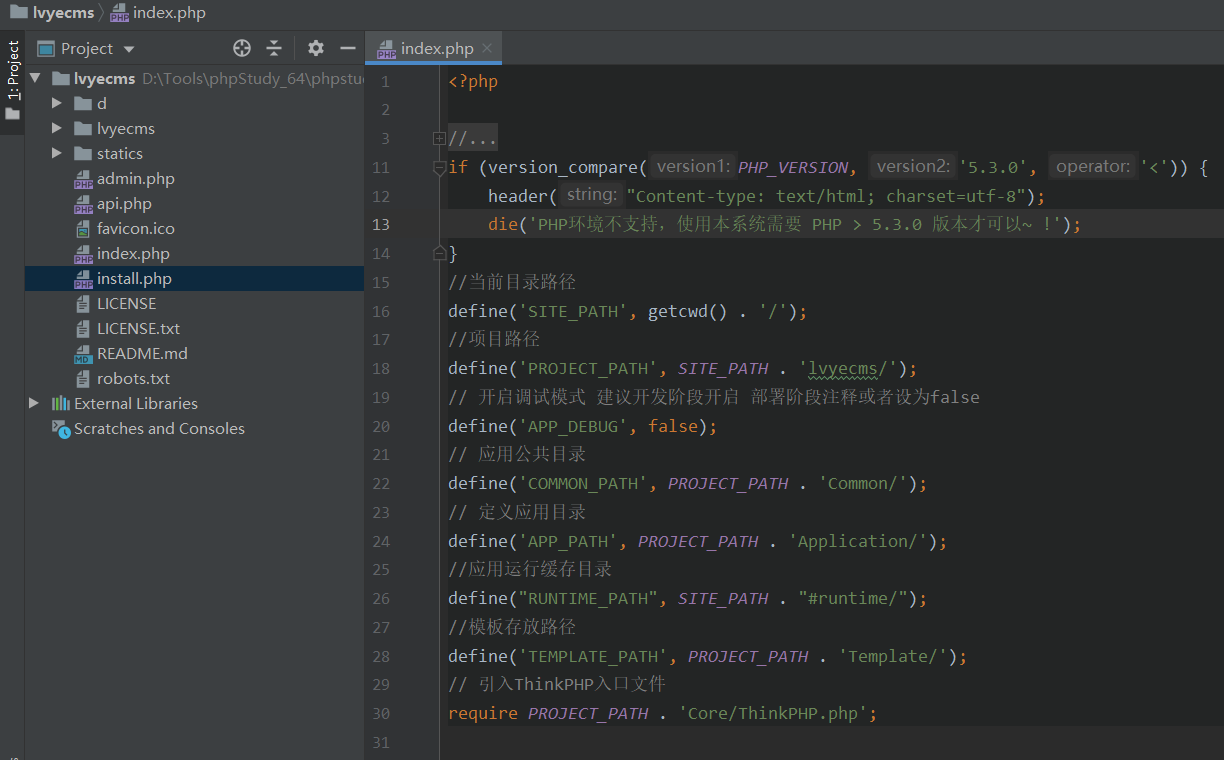 lvyecms
index.php
1: Project
Project
index.php
lvyecms D:\Tools\phpStudy_64\phpstu
d
lvyecms
statics
admin.php
api.php
favicon.ico
index.php
install.php
LICENSE
LICENSE.txt
README.md
robots.txt
External Libraries
Scratches and Consoles
1 <?php
2
3 //...
11 if (version_compare( version1: PHP_VERSION, version2: '5.3.0', operator: '<')) {
12 header( string: "Content-type: text/html; charset=utf-8");
13 die('PHP环境不支持，使用本系统需要 PHP > 5.3.0 版本才可以~ !');
14 }
15 //当前目录路径
16 define('SITE_PATH', getcwd() . '/');
17 //项目路径
18 define('PROJECT_PATH', SITE_PATH . 'lvyecms/');
19 // 开启调试模式 建议开发阶段开启 部署阶段注释或者设为false
20 define('APP_DEBUG', false);
21 // 应用公共目录
22 define('COMMON_PATH', PROJECT_PATH . 'Common/');
23 // 定义应用目录
24 define('APP_PATH', PROJECT_PATH . 'Application/');
25 //应用运行缓存目录
26 define("RUNTIME_PATH", SITE_PATH . "#runtime/");
27 //模板存放路径
28 define('TEMPLATE_PATH', PROJECT_PATH . 'Template/');
29 // 引入ThinkPHP入口文件
30 require PROJECT_PATH . 'Core/ThinkPHP.php';
31